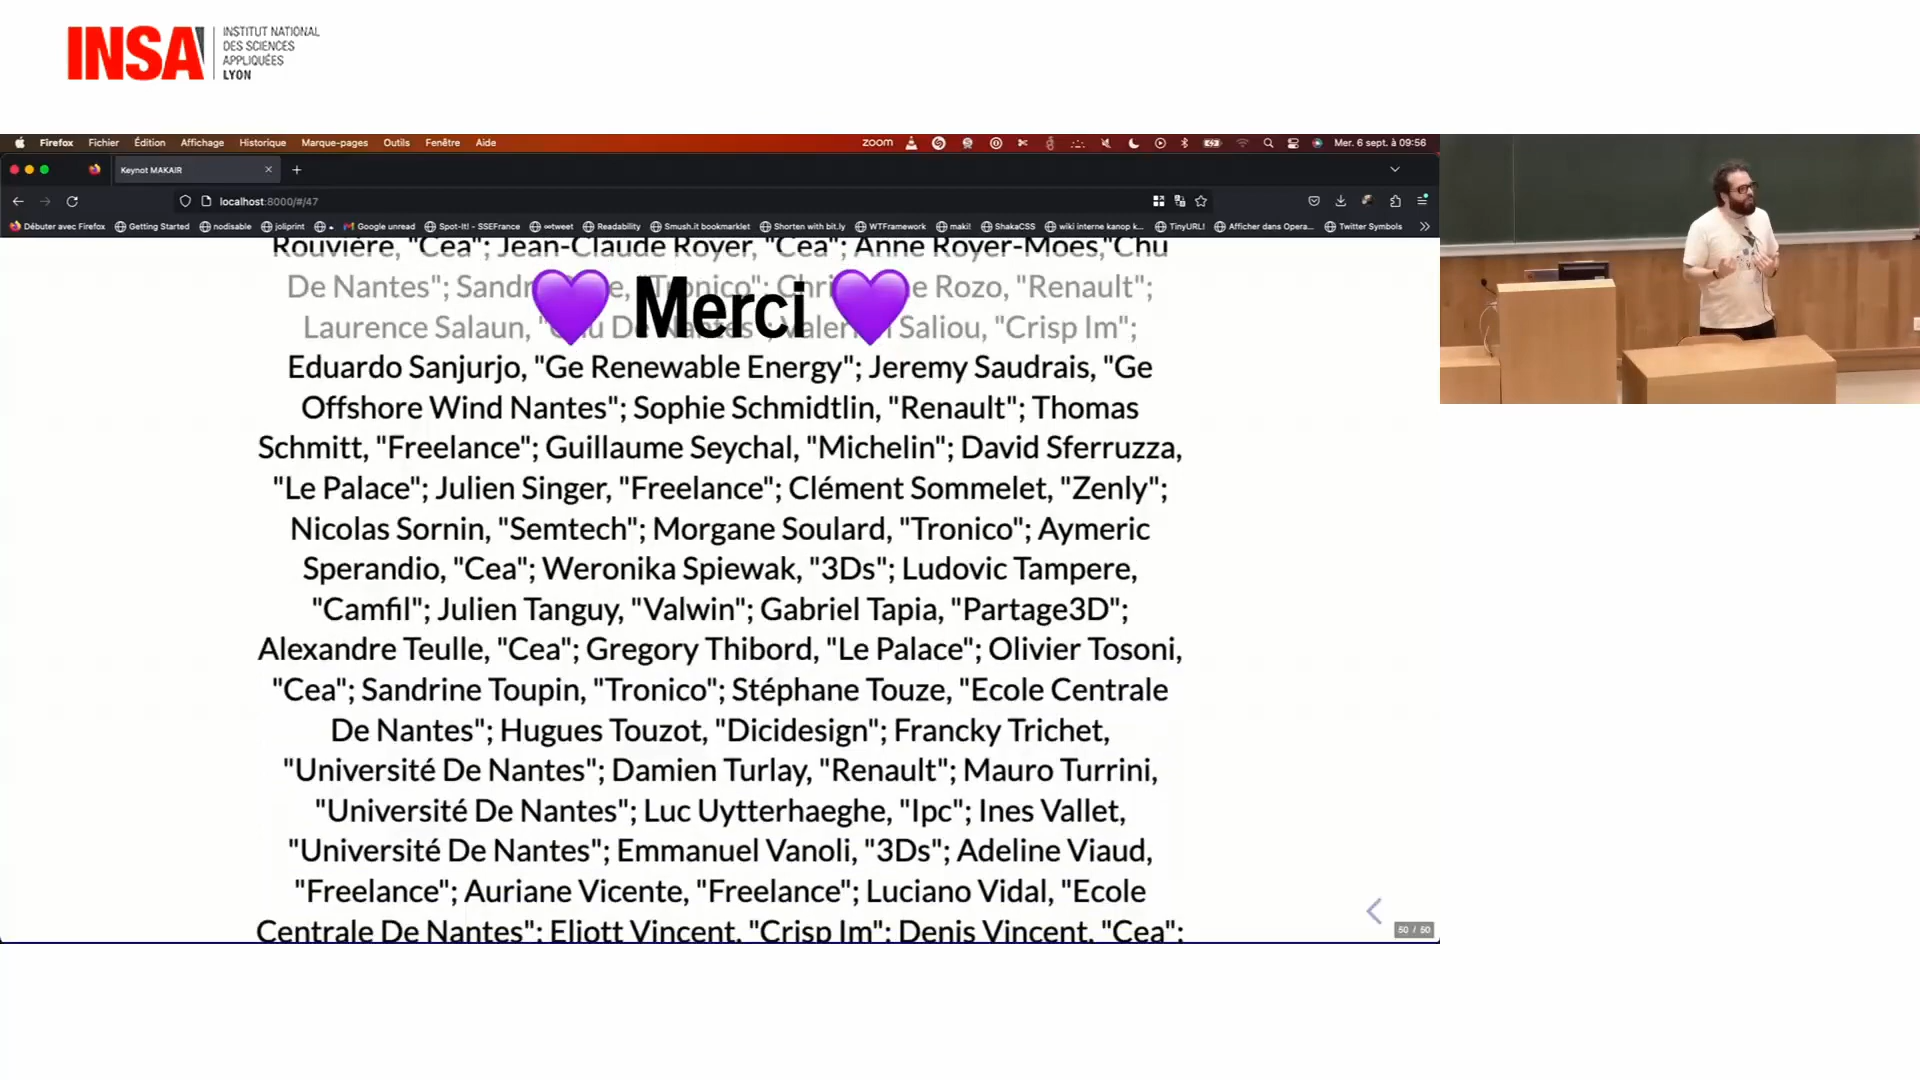 INSA
INSTITUT NATIONAL
DES SCIENCES
APPLIQUÉES
LYON
Firefox Fichier Édition Affichage Historique Marque-pages Outils Fenêtre Aide
zoom
Mer. 6 sept. à 09:56
Keynot MAKAIR
localhost:8000/#/47
Débuter avec Firefox Getting Started nodisable joliprint Google unread Spot-It! - SSEFrance ∞tweet Readability Smush.it bookmarklet Shorten with bit.ly WTFramework maki! ShakaCSS wiki interne kanop k... TinyURL! Afficher dans Opera... Twitter Symbols
Rouvière, "Cea"; Jean-Claude Royer, "Cea"; Anne Royer-Moes,"Chu
De Nantes"; "Tronico"; Rozo, "Renault";
💜 Merci 💜
Laurence Salaun, "Chu De Nantes"; Saliou, "Crisp Im";
Eduardo Sanjurjo, "Ge Renewable Energy"; Jeremy Saudrais, "Ge
Offshore Wind Nantes"; Sophie Schmidtlin, "Renault"; Thomas
Schmitt, "Freelance"; Guillaume Seychal, "Michelin"; David Sferruzza,
"Le Palace"; Julien Singer, "Freelance"; Clément Sommelet, "Zenly";
Nicolas Sornin, "Semtech"; Morgane Soulard, "Tronico"; Aymeric
Sperandio, "Cea"; Weronika Spiewak, "3Ds"; Ludovic Tampere,
"Camfil"; Julien Tanguy, "Valwin"; Gabriel Tapia, "Partage3D";
Alexandre Teulle, "Cea"; Gregory Thibord, "Le Palace"; Olivier Tosoni,
"Cea"; Sandrine Toupin, "Tronico"; Stéphane Touze, "Ecole Centrale
De Nantes"; Hugues Touzot, "Dicidesign"; Francky Trichet,
"Université De Nantes"; Damien Turlay, "Renault"; Mauro Turrini,
"Université De Nantes"; Luc Uytterhaeghe, "Ipc"; Ines Vallet,
"Université De Nantes"; Emmanuel Vanoli, "3Ds"; Adeline Viaud,
"Freelance"; Auriane Vicente, "Freelance"; Luciano Vidal, "Ecole
Centrale De Nantes"; Eliott Vincent, "Crisp Im"; Denis Vincent, "Cea";
50 / 50